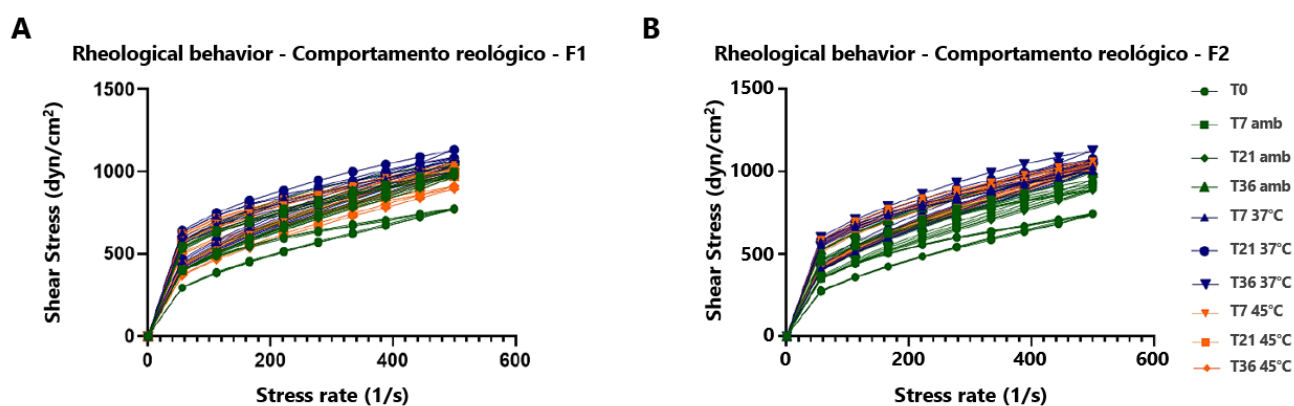 A
Rheological behavior - Comportamento reológico - F1
Shear Stress (dyn/cm²)
1500
1000
500
0
0
200
400
600
Stress rate (1/s)
B
Rheological behavior - Comportamento reológico - F2
Shear Stress (dyn/cm²)
1500
1000
500
0
0
200
400
600
Stress rate (1/s)
T0
T7 amb
T21 amb
T36 amb
T7 37°C
T21 37°C
T36 37°C
T7 45°C
T21 45°C
T36 45°C